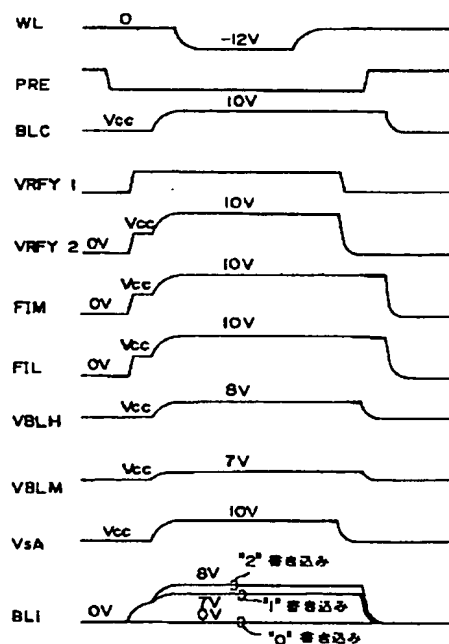 WL 0 -12V
PRE
BLC Vcc 10V
VRFY 1
VRFY 2 0V Vcc 10V
FIM 0V Vcc 10V
FIL 0V Vcc 10V
VBLH Vcc 8V
VBLM Vcc 7V
VsA Vcc 10V
8V "2" 書き込み
BLi 0V 7V "1" 書き込み
0V "0" 書き込み